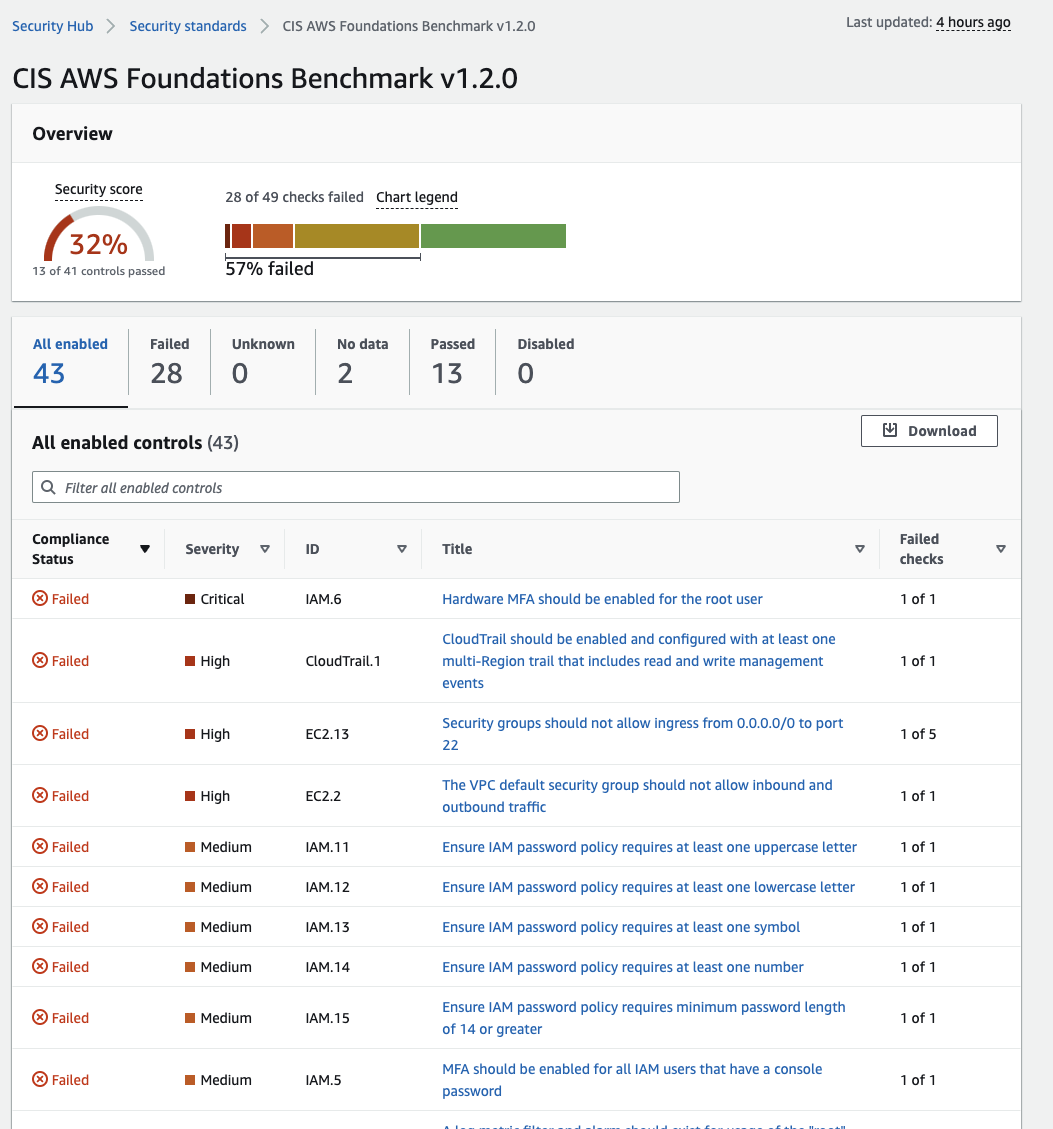 Security Hub
Security standards
CIS AWS Foundations Benchmark v1.2.0
Last updated: 4 hours ago
CIS AWS Foundations Benchmark v1.2.0
Overview
Security score
32%
13 of 41 controls passed
28 of 49 checks failed
Chart legend
57% failed
All enabled
43
Failed
28
Unknown
0
No data
2
Passed
13
Disabled
0
All enabled controls (43)
Download
Filter all enabled controls
Compliance
Status
Severity
ID
Title
Failed
checks
Failed
Critical
IAM.6
Hardware MFA should be enabled for the root user
1 of 1
Failed
High
CloudTrail.1
CloudTrail should be enabled and configured with at least one
multi-Region trail that includes read and write management
events
1 of 1
Failed
High
EC2.13
Security groups should not allow ingress from 0.0.0.0/0 to port
22
1 of 5
Failed
High
EC2.2
The VPC default security group should not allow inbound and
outbound traffic
1 of 1
Failed
Medium
IAM.11
Ensure IAM password policy requires at least one uppercase letter
1 of 1
Failed
Medium
IAM.12
Ensure IAM password policy requires at least one lowercase letter
1 of 1
Failed
Medium
IAM.13
Ensure IAM password policy requires at least one symbol
1 of 1
Failed
Medium
IAM.14
Ensure IAM password policy requires at least one number
1 of 1
Failed
Medium
IAM.15
Ensure IAM password policy requires minimum password length
of 14 or greater
1 of 1
Failed
Medium
IAM.5
MFA should be enabled for all IAM users that have a console
password
1 of 1
A log metric filter and alarm should exist for usage of the "root"